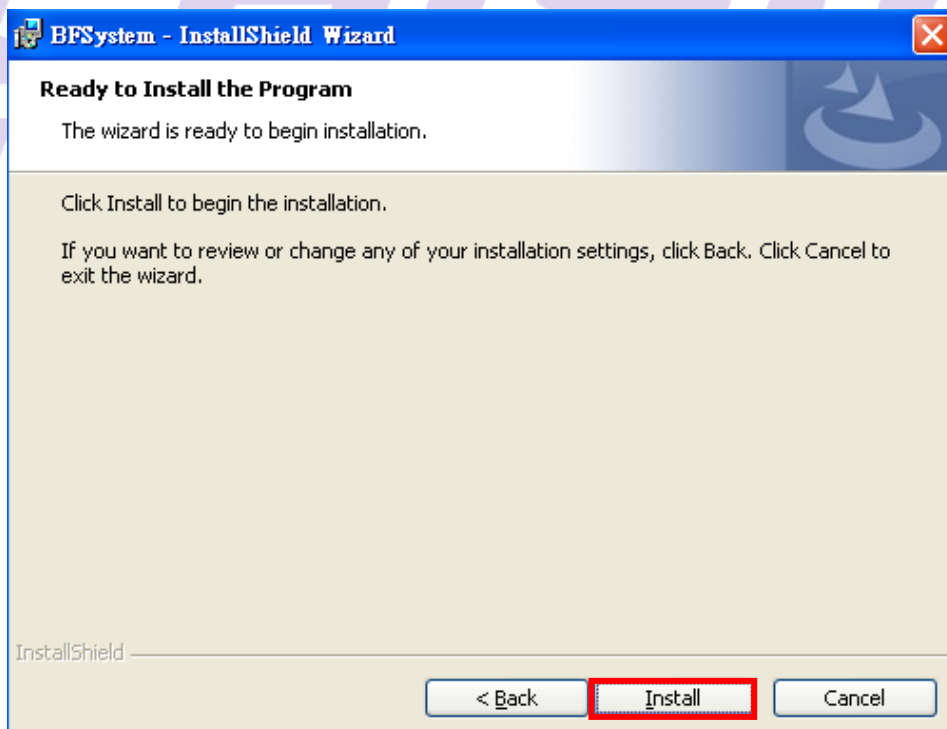 BFSystem - InstallShield Wizard
Ready to Install the Program
The wizard is ready to begin installation.
Click Install to begin the installation.
If you want to review or change any of your installation settings, click Back. Click Cancel to
exit the wizard.
InstallShield
< Back
Install
Cancel